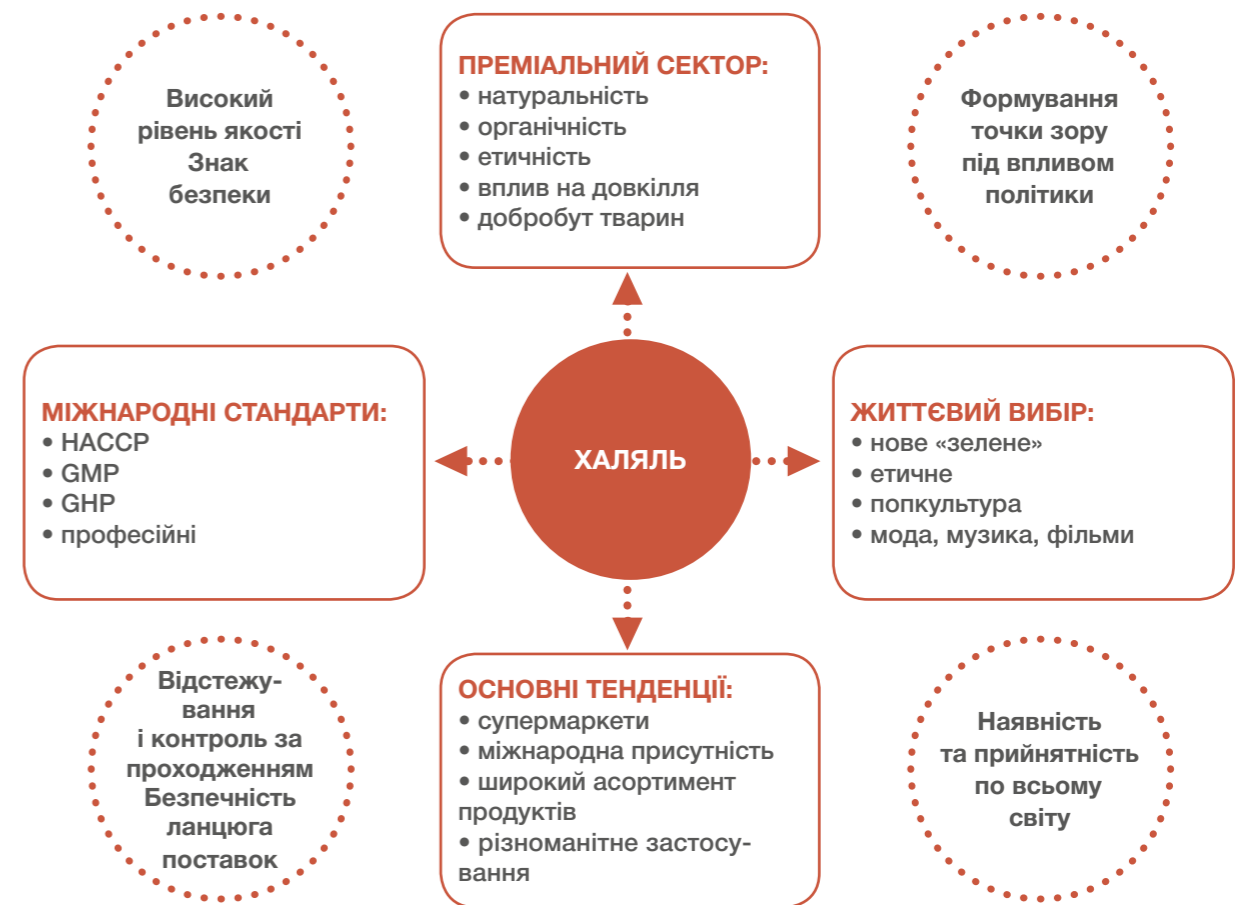 Високий
рівень якості
Знак
безпеки
ПРЕМІАЛЬНИЙ СЕКТОР:
• натуральність
• органічність
• етичність
• вплив на довкілля
• добробут тварин
Формування
точки зору
під впливом
політики
МІЖНАРОДНІ СТАНДАРТИ:
• HACCP
• GMP
• GHP
• професійні
ХАЛЯЛЬ
ЖИТТЄВИЙ ВИБІР:
• нове «зелене»
• етичне
• попкультура
• мода, музика, фільми
Відстежу-
вання
і контроль за
проходженням
Безпечність
ланцюга
поставок
ОСНОВНІ ТЕНДЕНЦІЇ:
• супермаркети
• міжнародна присутність
• широкий асортимент
продуктів
• різноманітне застосу-
вання
Наявність
та прийнятність
по всьому
світу